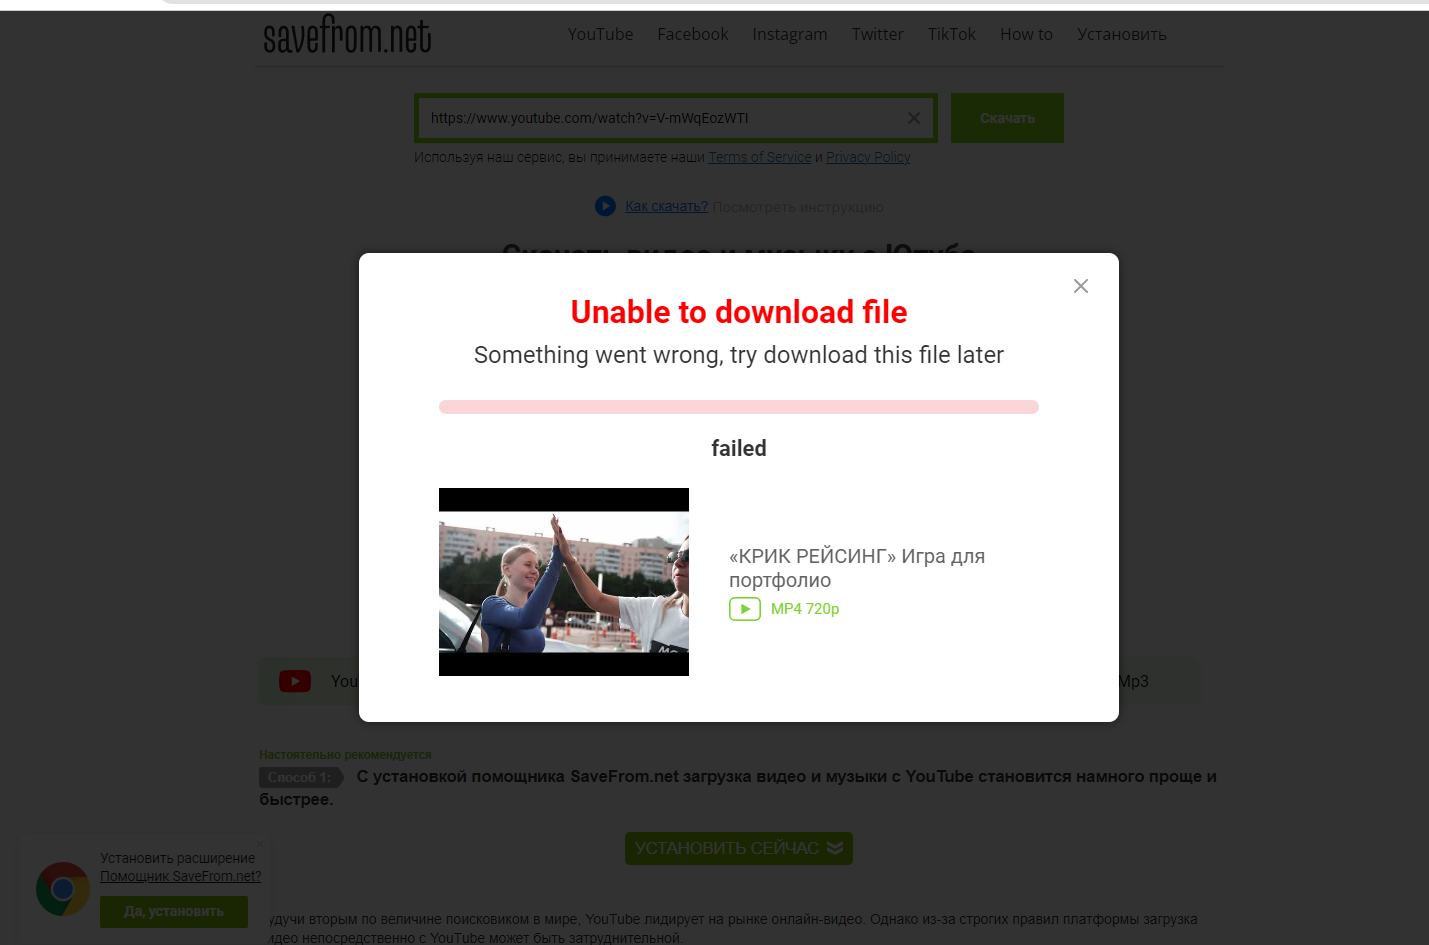 savefrom.net
YouTube Facebook Instagram Twitter TikTok How to Установить
https://www.youtube.com/watch?v=V-mWqEozWTI
Скачать
Используя наш сервис, вы принимаете наши Terms of Service и Privacy Policy
Как скачать? Посмотреть инструкцию
Скачать видео и музыку с Ютуба
Unable to download file
Something went wrong, try download this file later
failed
«КРИК РЕЙСИНГ» Игра для
портфолио
MP4 720p
You
Mp3
Настоятельно рекомендуется
Способ 1: С установкой помощника SaveFrom.net загрузка видео и музыки с YouTube становится намного проще и
быстрее.
УСТАНОВИТЬ СЕЙЧАС
Установить расширение
Помощник SaveFrom.net?
Да, установить
удучи вторым по величине поисковиком в мире, YouTube лидирует на рынке онлайн-видео. Однако из-за строгих правил платформы загрузка
идео непосредственно с YouTube может быть затруднительной.